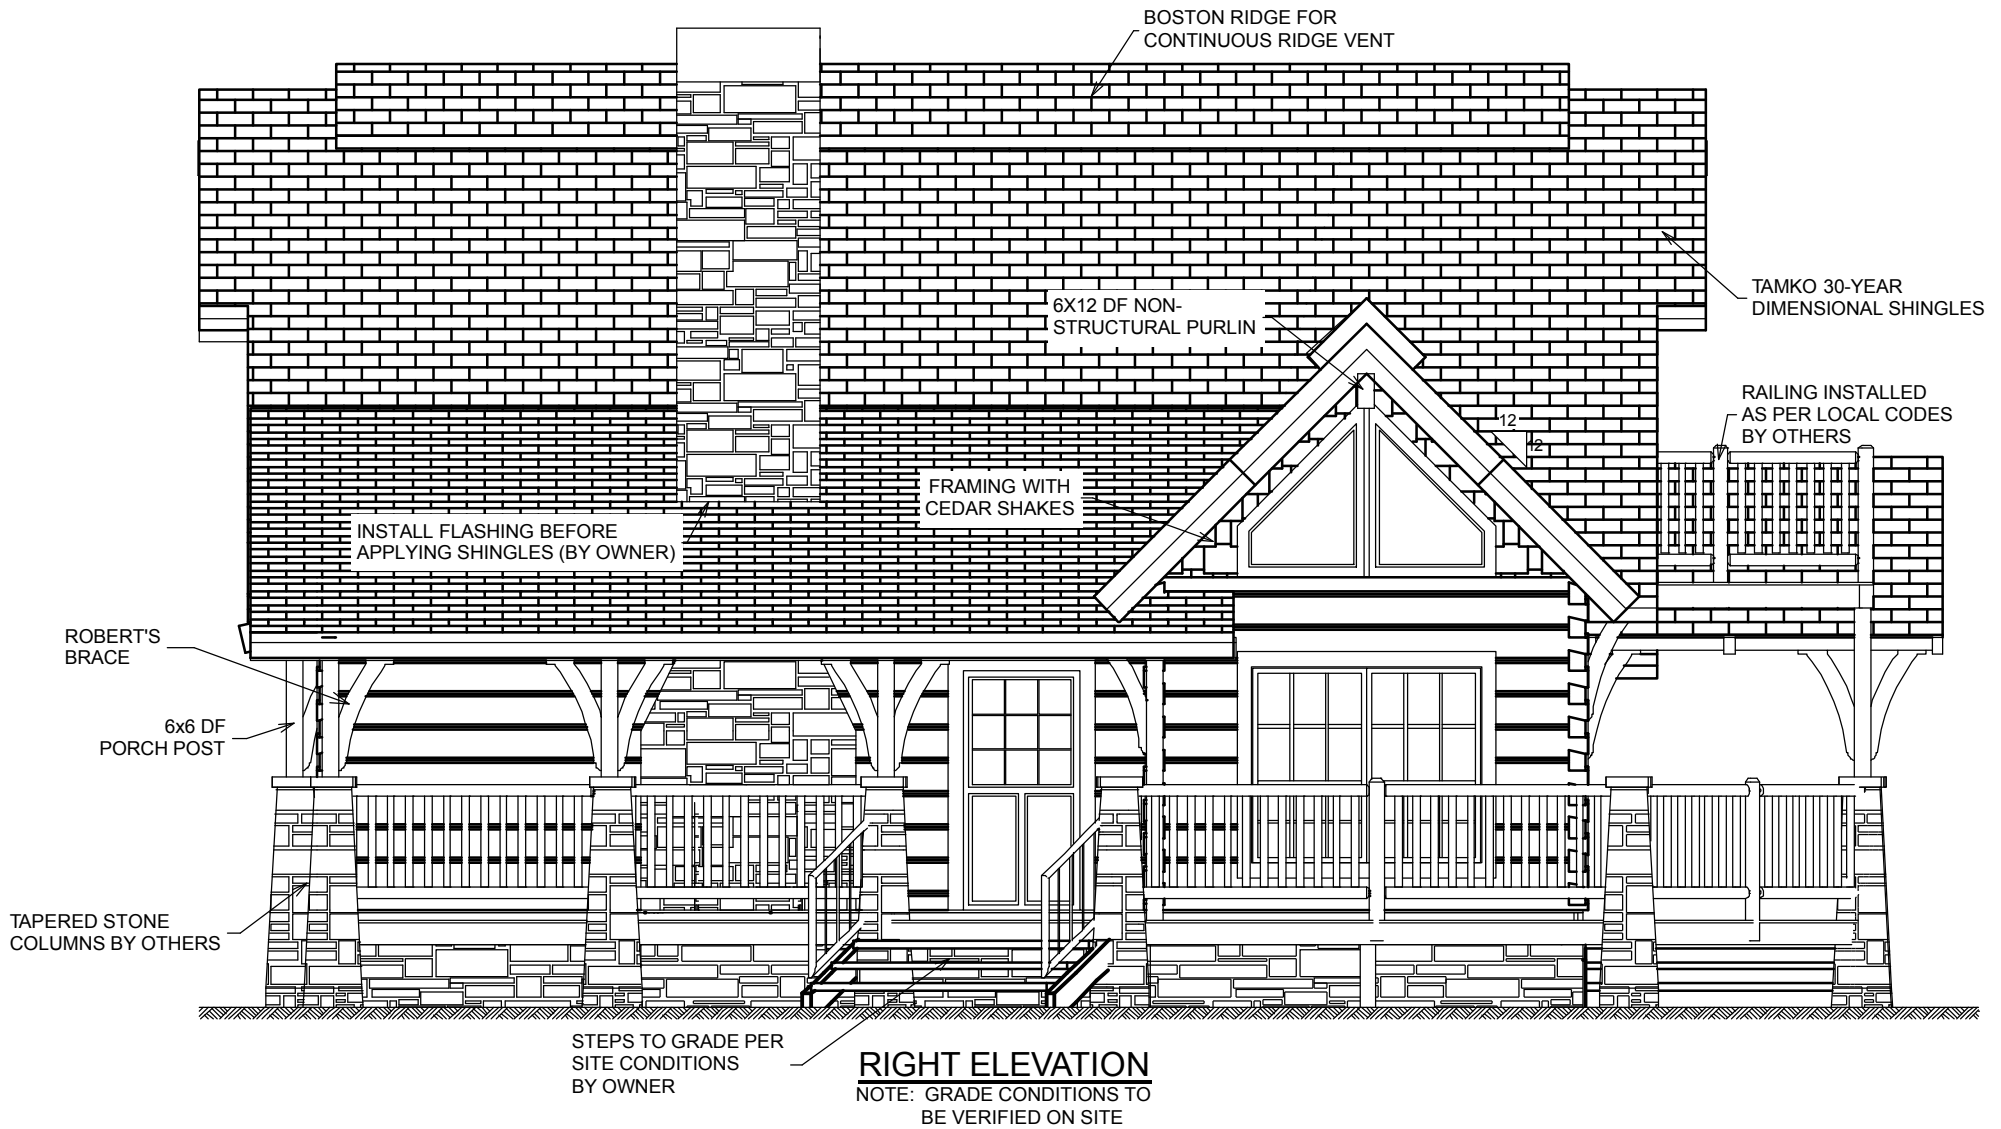 BOSTON RIDGE FOR
CONTINUOUS RIDGE VENT
TAMKO 30-YEAR
DIMENSIONAL SHINGLES
6X12 DF NON-
STRUCTURAL PURLIN
RAILING INSTALLED
AS PER LOCAL CODES
BY OTHERS
12
12
FRAMING WITH
CEDAR SHAKES
INSTALL FLASHING BEFORE
APPLYING SHINGLES (BY OWNER)
ROBERT'S
BRACE
6x6 DF
PORCH POST
TAPERED STONE
COLUMNS BY OTHERS
STEPS TO GRADE PER
SITE CONDITIONS
BY OWNER
RIGHT ELEVATION
NOTE: GRADE CONDITIONS TO
BE VERIFIED ON SITE